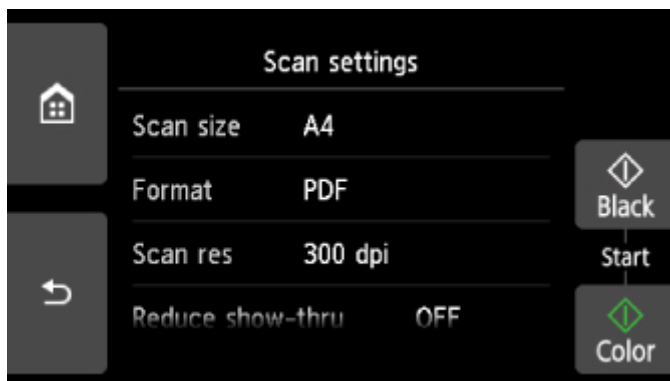 Scan settings
Scan size A4
Format PDF
Scan res 300 dpi
Reduce show-thru OFF
Black
Start
Color